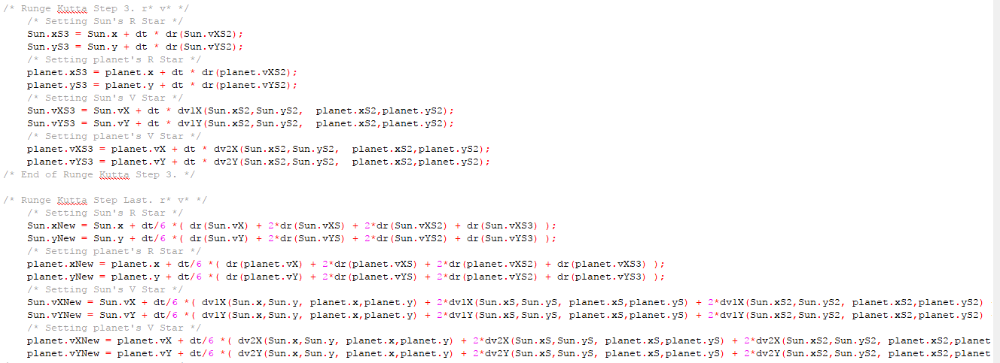 /* Runge Kutta Step 3. r* v* */
/* Setting Sun's R Star */
Sun.xS3 = Sun.x + dt * dr(Sun.vXS2);
Sun.yS3 = Sun.y + dt * dr(Sun.vYS2);
/* Setting planet's R Star */
planet.xS3 = planet.x + dt * dr(planet.vXS2);
planet.yS3 = planet.y + dt * dr(planet.vYS2);
/* Setting Sun's V Star */
Sun.vXS3 = Sun.vX + dt * dv1X(Sun.xS2,Sun.yS2,  planet.xS2,planet.yS2);
Sun.vYS3 = Sun.vY + dt * dv1Y(Sun.xS2,Sun.yS2,  planet.xS2,planet.yS2);
/* Setting planet's V Star */
planet.vXS3 = planet.vX + dt * dv2X(Sun.xS2,Sun.yS2,  planet.xS2,planet.yS2);
planet.vYS3 = planet.vY + dt * dv2Y(Sun.xS2,Sun.yS2,  planet.xS2,planet.yS2);
/* End of Runge Kutta Step 3. */
/* Runge Kutta Step Last. r* v* */
/* Setting Sun's R Star */
Sun.xNew = Sun.x + dt/6 *( dr(Sun.vX) + 2*dr(Sun.vXS) + 2*dr(Sun.vXS2) + dr(Sun.vXS3) );
Sun.yNew = Sun.y + dt/6 *( dr(Sun.vY) + 2*dr(Sun.vYS) + 2*dr(Sun.vYS2) + dr(Sun.vYS3) );
/* Setting planet's R Star */
planet.xNew = planet.x + dt/6 *( dr(planet.vX) + 2*dr(planet.vXS) + 2*dr(planet.vXS2) + dr(planet.vXS3) );
planet.yNew = planet.y + dt/6 *( dr(planet.vY) + 2*dr(planet.vYS) + 2*dr(planet.vYS2) + dr(planet.vYS3) );
/* Setting Sun's V Star */
Sun.vXNew = Sun.vX + dt/6 *( dv1X(Sun.x,Sun.y, planet.x,planet.y) + 2*dv1X(Sun.xS,Sun.yS, planet.xS,planet.yS) + 2*dv1X(Sun.xS2,Sun.yS2, planet.xS2,planet.yS2)
Sun.vYNew = Sun.vY + dt/6 *( dv1Y(Sun.x,Sun.y, planet.x,planet.y) + 2*dv1Y(Sun.xS,Sun.yS, planet.xS,planet.yS) + 2*dv1Y(Sun.xS2,Sun.yS2, planet.xS2,planet.yS2)
/* Setting planet's V Star */
planet.vXNew = planet.vX + dt/6 *( dv2X(Sun.x,Sun.y, planet.x,planet.y) + 2*dv2X(Sun.xS,Sun.yS, planet.xS,planet.yS) + 2*dv2X(Sun.xS2,Sun.yS2, planet.xS2,planet
planet.vYNew = planet.vY + dt/6 *( dv2Y(Sun.x,Sun.y, planet.x,planet.y) + 2*dv2Y(Sun.xS,Sun.yS, planet.xS,planet.yS) + 2*dv2Y(Sun.xS2,Sun.yS2, planet.xS2,planet